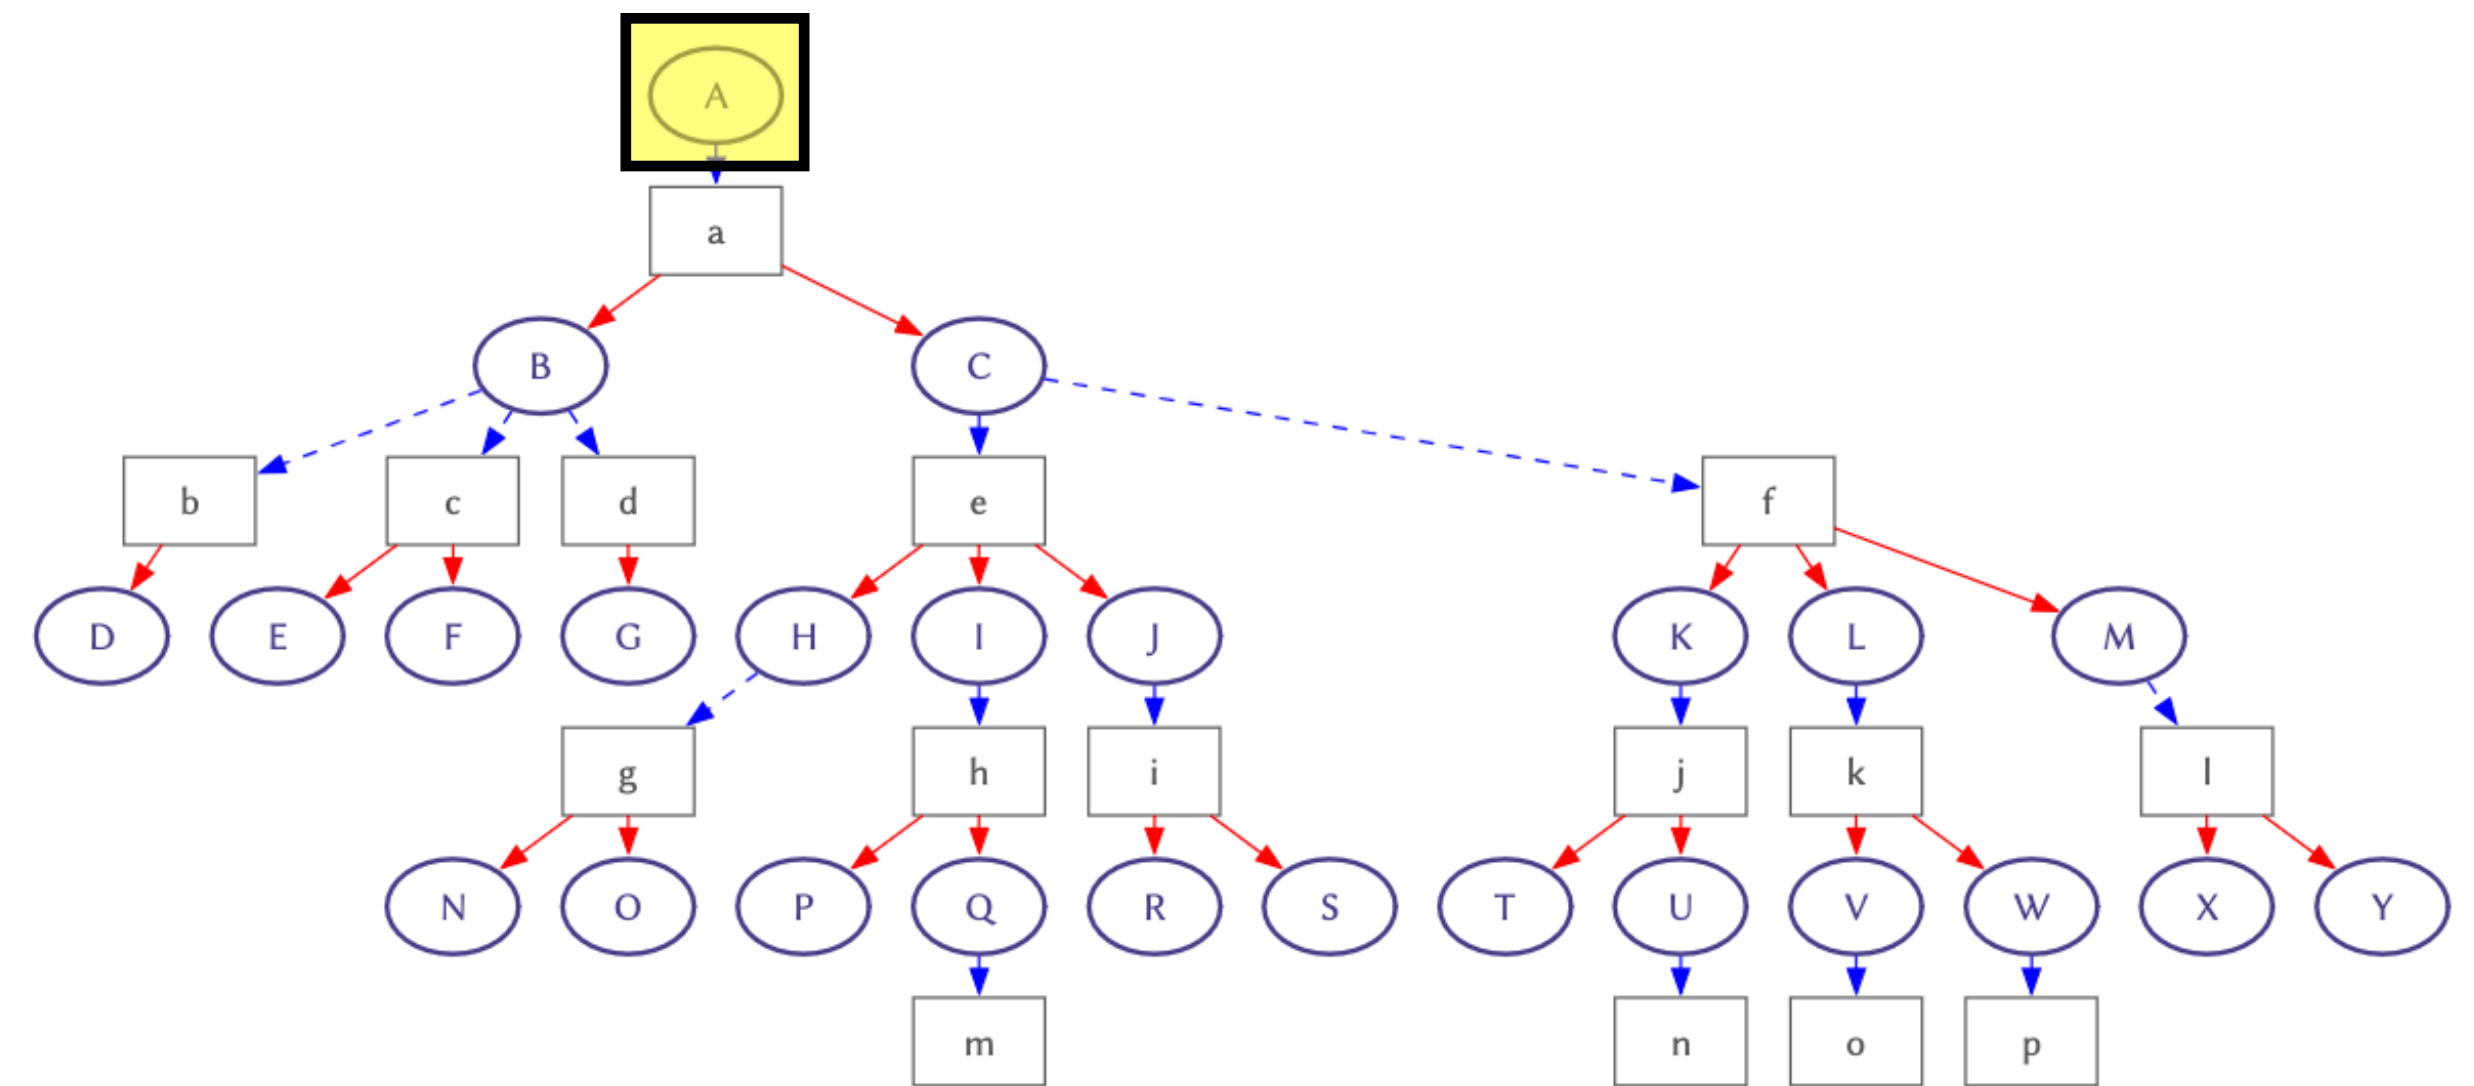 A
a
B C
b c d e f
D E F G H I J K L M
g h i j k l
N O P Q R S T U V W X Y
m n o p